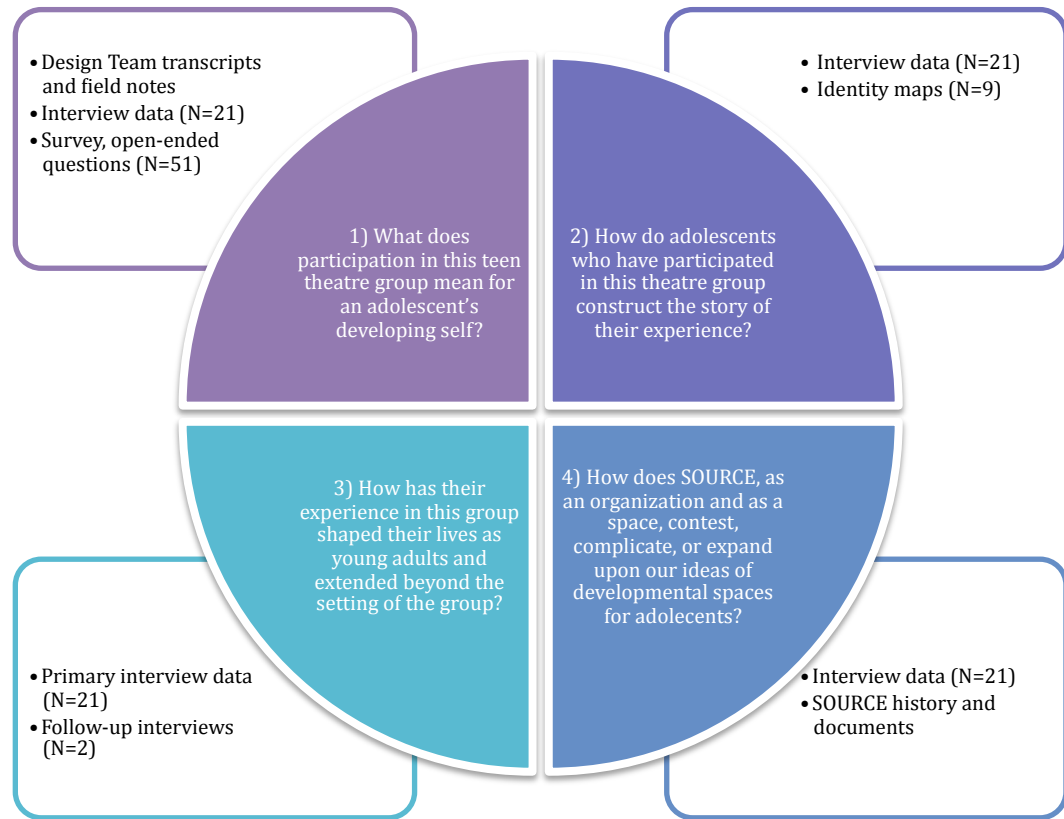 • Design Team transcripts
and field notes
• Interview data (N=21)
• Survey, open-ended
questions (N=51)
• Interview data (N=21)
• Identity maps (N=9)
1) What does
participation in this teen
theatre group mean for
an adolescent’s
developing self?
2) How do adolescents
who have participated
in this theatre group
construct the story of
their experience?
3) How has their
experience in this group
shaped their lives as
young adults and
extended beyond the
setting of the group?
4) How does SOURCE, as
an organization and as a
space, contest,
complicate, or expand
upon our ideas of
developmental spaces
for adolecents?
• Primary interview data
(N=21)
• Follow-up interviews
(N=2)
• Interview data (N=21)
• SOURCE history and
documents